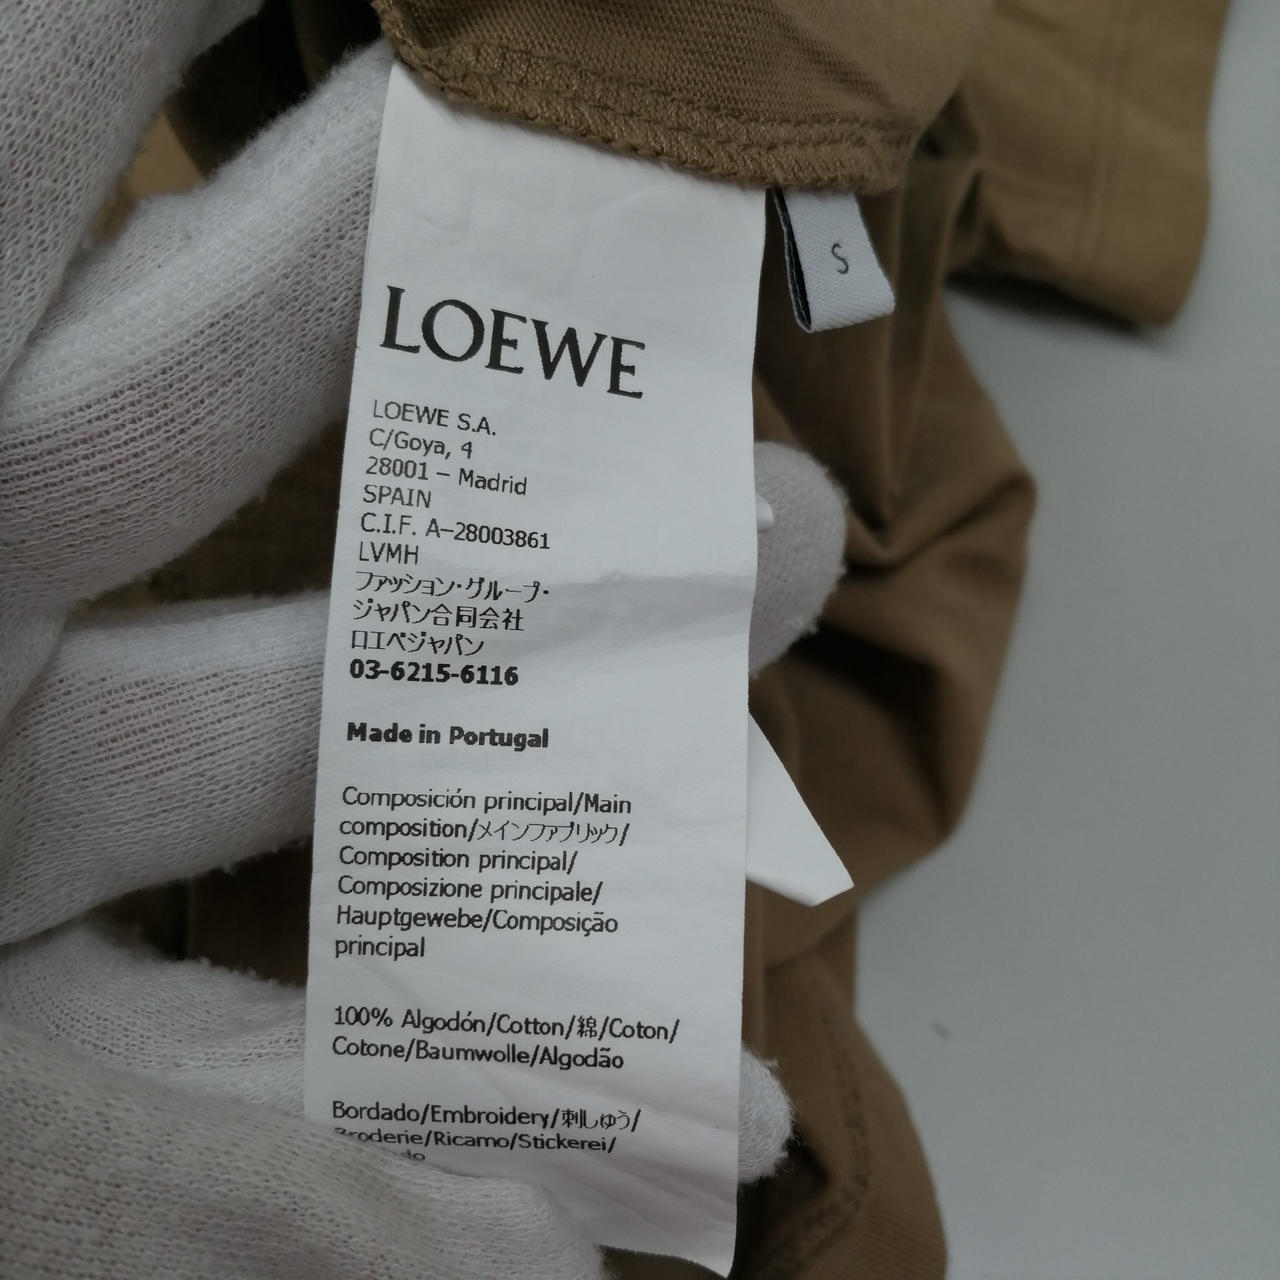 S
LOEWE
LOEWE S.A.
C/Goya, 4
28001 – Madrid
SPAIN
C.I.F. A–28003861
LVMH
ファッション・グループ・
ジャパン合同会社
ロエベジャパン
03-6215-6116
Made in Portugal
Composición principal/Main
composition/メインファブリック/
Composition principal/
Composizione principale/
Hauptgewebe/Composição
principal
100% Algodón/Cotton/綿/Coton/
Cotone/Baumwolle/Algodão
Bordado/Embroidery/刺しゅう/
Broderie/Ricamo/Stickerei/